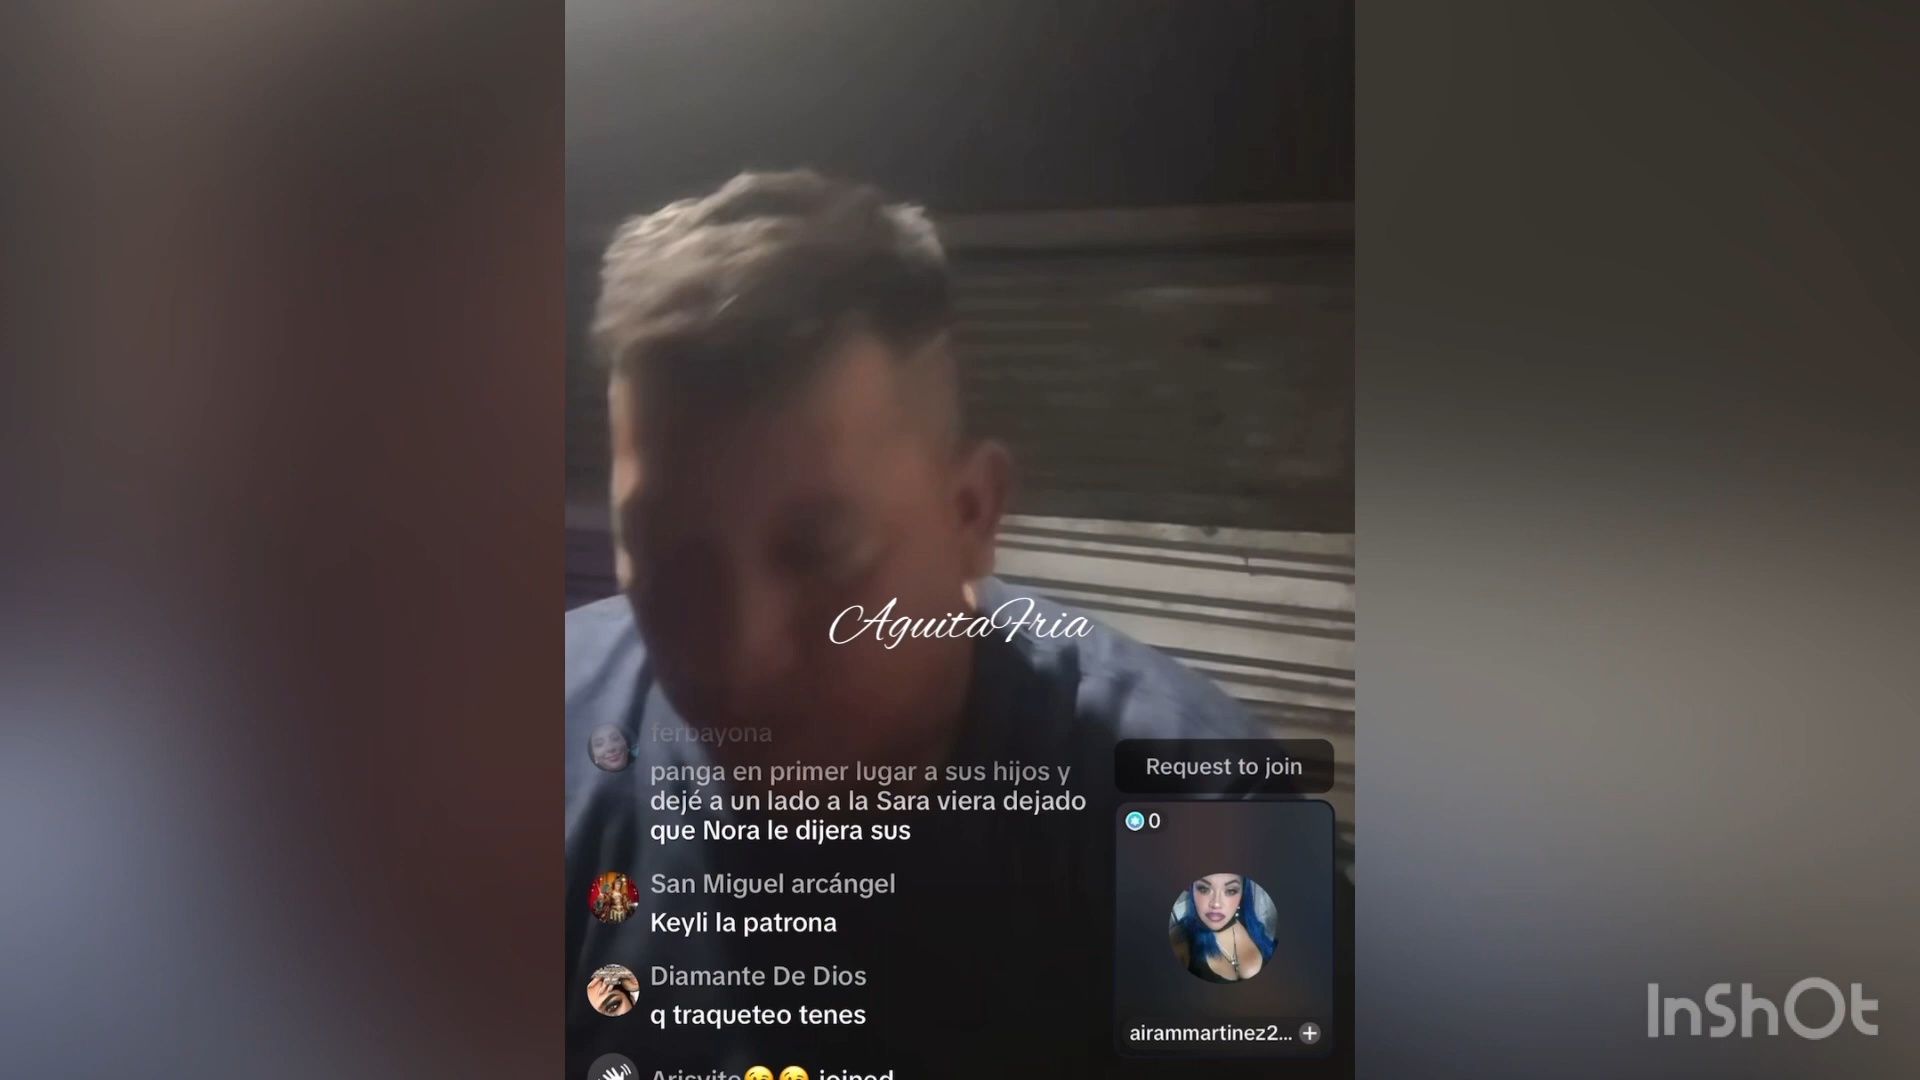 AguitaFria
ferbayona
panga en primer lugar a sus hijos y
dejé a un lado a la Sara viera dejado
que Nora le dijera sus
Request to join
0
San Miguel arcángel
Keyli la patrona
Diamante De Dios
q traqueteo tenes
airammartinez2...
Arisvite😉😉 joined
InShOt